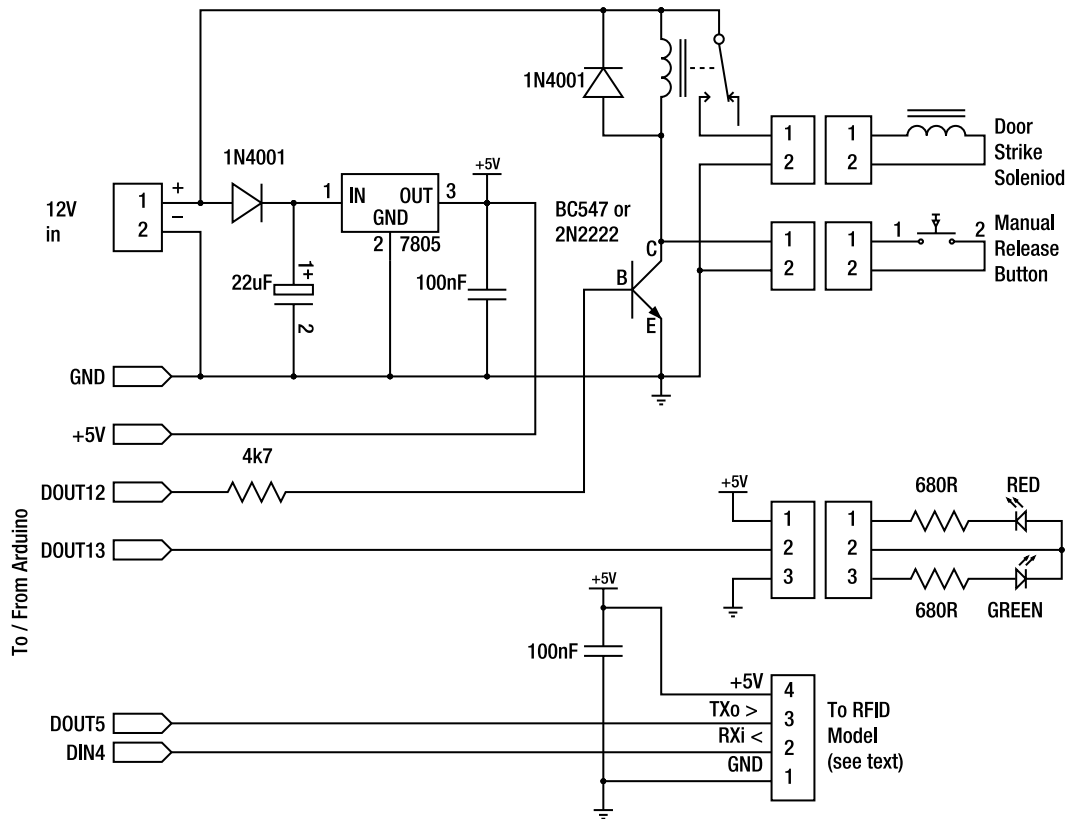 1N4001
1
2
1
2
Door
Strike
Soleniod
12V
in
1
2
+
−
1N4001
1
IN
OUT
GND
2
7805
3
+5V
BC547 or
2N2222
C
B
E
1
2
1
2
1
2
Manual
Release
Button
22uF
1+
2
100nF
GND
+5V
4k7
DOUT12
DOUT13
To / From Arduino
+5V
1
2
3
1
2
3
680R
RED
680R
GREEN
+5V
100nF
+5V
TXo >
RXi <
GND
4
3
2
1
To RFID
Model
(see text)
DOUT5
DIN4